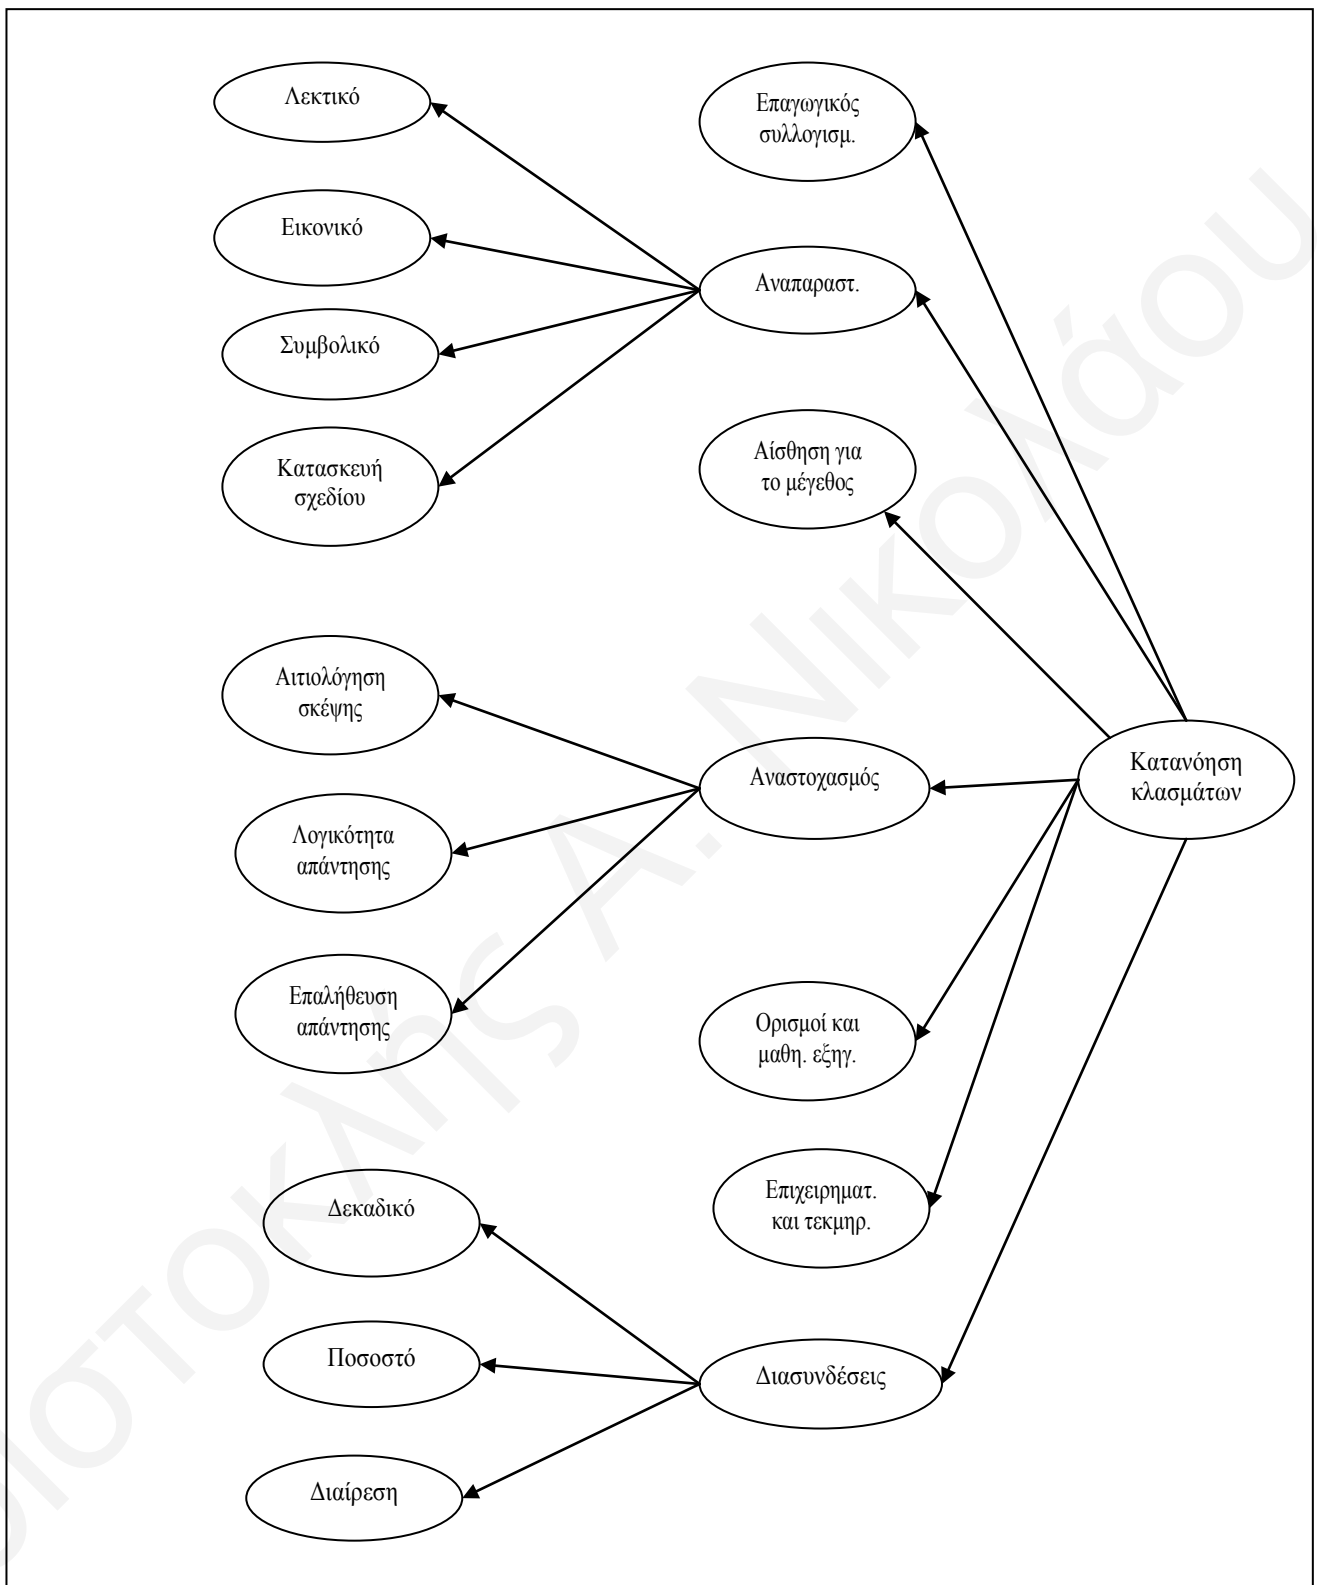 Λεκτικό
Εικονικό
Συμβολικό
Κατασκευή
σχεδίου
Αιτιολόγηση
σκέψης
Λογικότητα
απάντησης
Επαλήθευση
απάντησης
Δεκαδικό
Ποσοστό
Διαίρεση
Επαγωγικός
συλλογισμ.
Αναπαραστ.
Αίσθηση για
το μέγεθος
Αναστοχασμός
Ορισμοί και
μαθη. εξηγ.
Επιχειρηματ.
και τεκμηρ.
Διασυνδέσεις
Κατανόηση
κλασμάτων
Α. Νικολάου